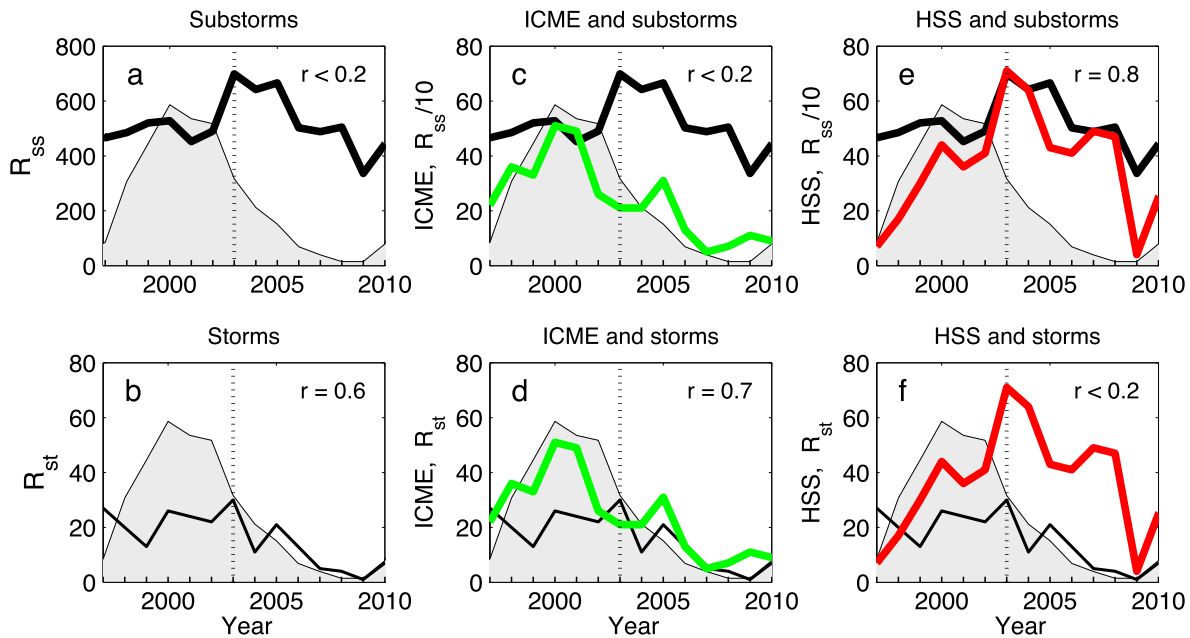 Substorms
ICME and substorms
HSS and substorms
800
600
400
200
0
R_ss
a
r < 0.2
2000
2005
2010
80
60
40
20
0
ICME, R_ss/10
c
r < 0.2
2000
2005
2010
80
60
40
20
0
HSS, R_ss/10
e
r = 0.8
2000
2005
2010
Storms
ICME and storms
HSS and storms
80
60
40
20
0
R_st
b
r = 0.6
2000
2005
2010
Year
80
60
40
20
0
ICME, R_st
d
r = 0.7
2000
2005
2010
Year
80
60
40
20
0
HSS, R_st
f
r < 0.2
2000
2005
2010
Year